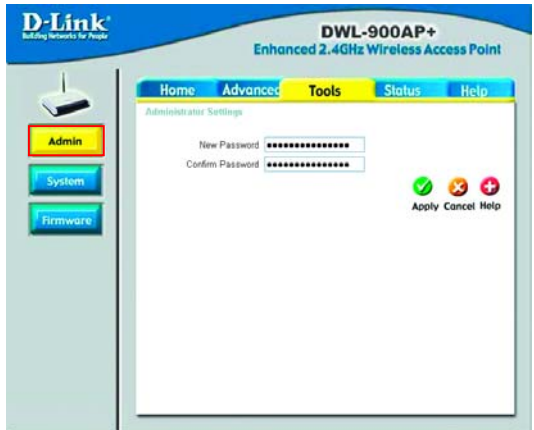 D-Link
Building Networks for People
DWL-900AP+
Enhanced 2.4GHz Wireless Access Point
Home Advanced Tools Status Help
Administrator Settings
Admin
New Password ●●●●●●●●●●●●●●●
Confirm Password ●●●●●●●●●●●●●●●
System
Apply Cancel Help
Firmware